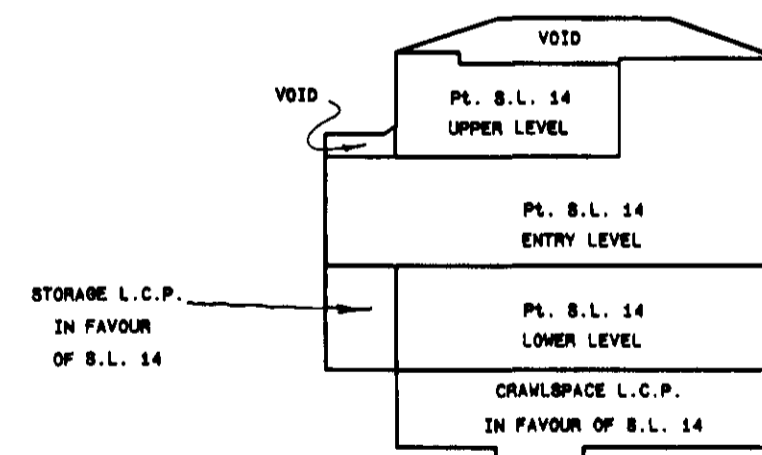 VOID
VOID
Pt. S.L. 14
UPPER LEVEL
Pt. S.L. 14
ENTRY LEVEL
STORAGE L.C.P.
IN FAVOUR
OF S.L. 14
Pt. S.L. 14
LOWER LEVEL
CRAWLSPACE L.C.P.
IN FAVOUR OF S.L. 14